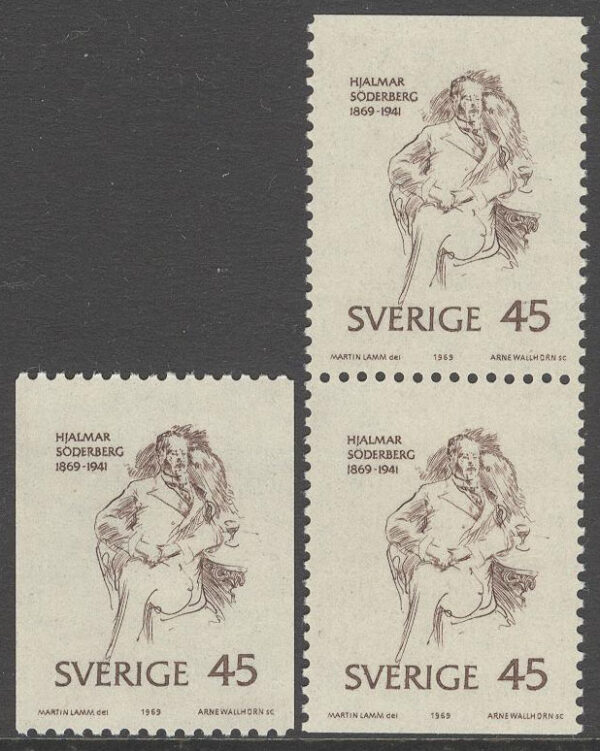 HJALMAR
SÖDERBERG
1869-1941
SVERIGE 45
MARTIN LAMM del 1969 ARNE WALLHORN sc
HJALMAR
SÖDERBERG
1869-1941
SVERIGE 45
MARTIN LAMM del 1969 ARNE WALLHORN sc
HJALMAR
SÖDERBERG
1869-1941
SVERIGE 45
MARTIN LAMM del 1969 ARNE WALLHORN sc